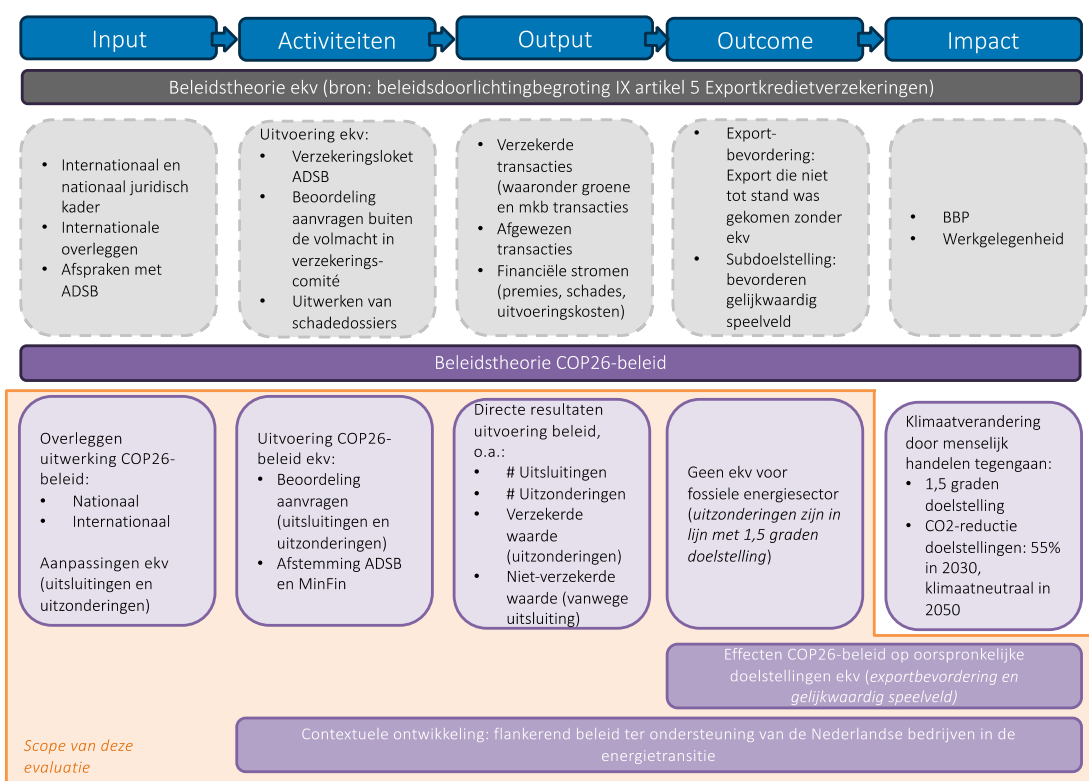 Input
Activiteiten
Output
Outcome
Impact
Beleidstheorie ekv (bron: beleidsdoorlichtingbegroting IX artikel 5 Exportkredietverzekeringen)
• Internationaal en
nationaal juridisch
kader
• Internationale
overleggen
• Afspraken met
ADSB
Uitvoering ekv:
• Verzekeringsloket
ADSB
• Beoordeling
aanvragen buiten
de volmacht in
verzekerings-
comité
• Uitwerken van
schadedossiers
• Verzekerde
transacties
(waaronder groene
en mkb transacties
• Afgewezen
transacties
• Financiële stromen
(premies, schades,
uitvoeringskosten)
• Export-
bevordering:
Export die niet
tot stand was
gekomen zonder
ekv
• Subdoelstelling:
bevorderen
gelijkwaardig
speelveld
• BBP
• Werkgelegenheid
Beleidstheorie COP26-beleid
Overleggen
uitwerking COP26-
beleid:
• Nationaal
• Internationaal
Aanpassingen ekv
(uitsluitingen en
uitzonderingen)
Uitvoering COP26-
beleid ekv:
• Beoordeling
aanvragen
(uitsluitingen en
uitzonderingen)
• Afstemming ADSB
en MinFin
Directe resultaten
uitvoering beleid,
o.a.:
• # Uitsluitingen
• # Uitzonderingen
• Verzekerde
waarde
(uitzonderingen)
• Niet-verzekerde
waarde (vanwege
uitsluiting)
Geen ekv voor
fossiele energiesector
(uitzonderingen zijn in
lijn met 1,5 graden
doelstelling)
Klimaatverandering
door menselijk
handelen tegengaan:
• 1,5 graden
doelstelling
• CO2-reductie
doelstellingen: 55%
in 2030,
klimaatneutraal in
2050
Effecten COP26-beleid op oorspronkelijke
doelstellingen ekv (exportbevordering en
gelijkwaardig speelveld)
Contextuele ontwikkeling: flankerend beleid ter ondersteuning van de Nederlandse bedrijven in de
energietransitie
Scope van deze
evaluatie